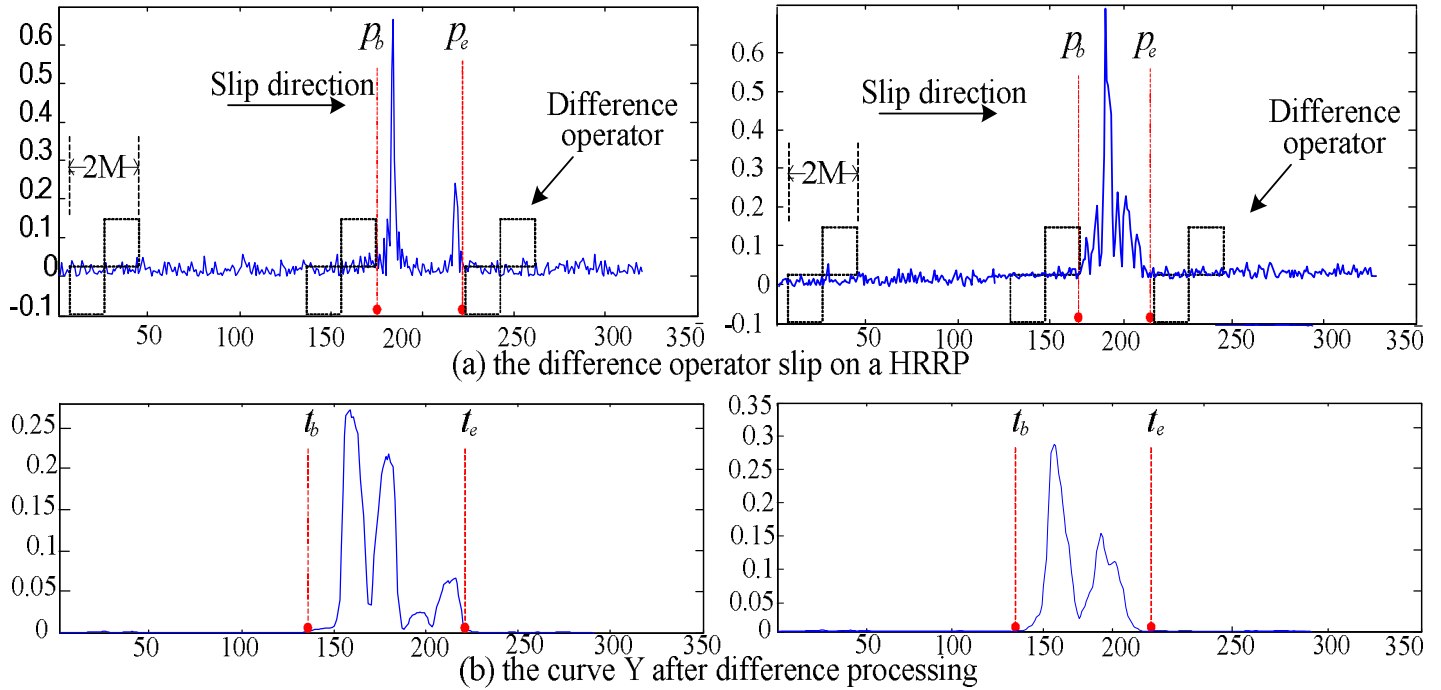 0.6
0.5
0.4
0.3
0.2
0.1
0
-0.1
50 100 150 200 250 300 350
p_b p_e
Slip direction
Difference
operator
2M
0.6
0.5
0.4
0.3
0.2
0.1
0
-0.1
50 100 150 200 250 300 350
p_b p_e
Slip direction
Difference
operator
2M
(a) the difference operator slip on a HRRP
0.25
0.2
0.15
0.1
0.05
0
50 100 150 200 250 300 350
t_b t_e
0.35
0.3
0.25
0.2
0.15
0.1
0.05
0
50 100 150 200 250 300 350
t_b t_e
(b) the curve Y after difference processing